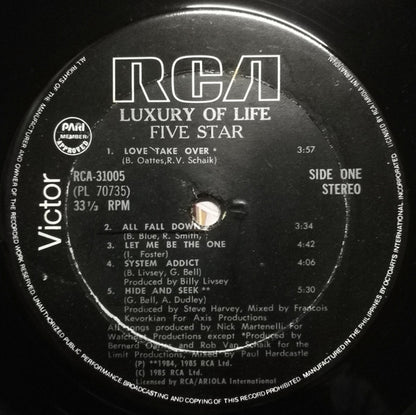 RCA
LUXURY OF LIFE
FIVE STAR
1. LOVE TAKE OVER * 3:57
(B. Oattes,R.V. Schaik)
PARI
MEMBER
APPROVED
Victor
RCA-31005
(PL 70735)
33⅓ RPM
SIDE ONE
STEREO
2. ALL FALL DOWN 3:34
(B. Blue, R. Smith)
3. LET ME BE THE ONE 4:42
(I. Foster)
4. SYSTEM ADDICT 4:06
(B. Livsey, G. Bell)
Produced by Billy Livsey
5. HIDE AND SEEK ** 5:30
(G. Bell, A. Dudley)
Produced by Steve Harvey, Mixed by Francois
Kevorkian For Axis Productions
All songs produced by Nick Martenelli For
Watchout Productions except *Produced by
Bernard Oattes and Rob Van Schaik for the
Limit Productions, Mixed by Paul Hardcastle
(P) **1984, 1985 RCA Ltd.
(C) 1985 RCA Ltd.
Licensed by RCA/ARIOLA International
ALL RIGHTS OF THE MANUFACTURER AND OWNER OF THE RECORDED WORK RESERVED UNAUTHORIZED PUBLIC PERFORMANCE, BROADCASTING AND COPYING OF THIS RECORD PROHIBITED MANUFACTURED IN THE PHILIPPINES BY OCTOARTS INTERNATIONAL, LICENSED BY RCA/ARIOLA INTERNATIONAL